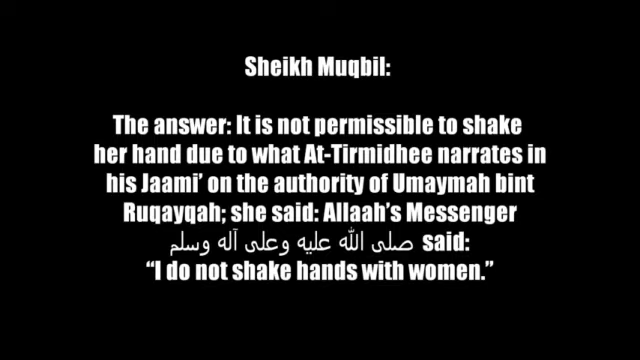 Sheikh Muqbil:
The answer: It is not permissible to shake
her hand due to what At-Tirmidhee narrates in
his Jaami’ on the authority of Umaymah bint
Ruqayqah; she said: Allaah’s Messenger
صلى الله عليه وعلى آله وسلم said:
“I do not shake hands with women.”